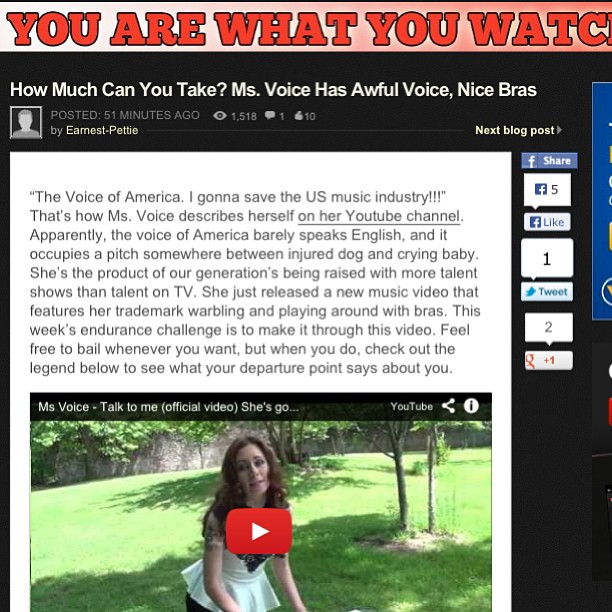 YOU ARE WHAT YOU WATC
How Much Can You Take? Ms. Voice Has Awful Voice, Nice Bras
POSTED: 51 MINUTES AGO 1,518 1 10
by Earnest-Pettie
Next blog post
Share
5
Like
1
Tweet
2
+1
“The Voice of America. I gonna save the US music industry!!!”
That’s how Ms. Voice describes herself on her Youtube channel.
Apparently, the voice of America barely speaks English, and it
occupies a pitch somewhere between injured dog and crying baby.
She’s the product of our generation’s being raised with more talent
shows than talent on TV. She just released a new music video that
features her trademark warbling and playing around with bras. This
week’s endurance challenge is to make it through this video. Feel
free to bail whenever you want, but when you do, check out the
legend below to see what your departure point says about you.
Ms Voice - Talk to me (official video) She's go...
YouTube